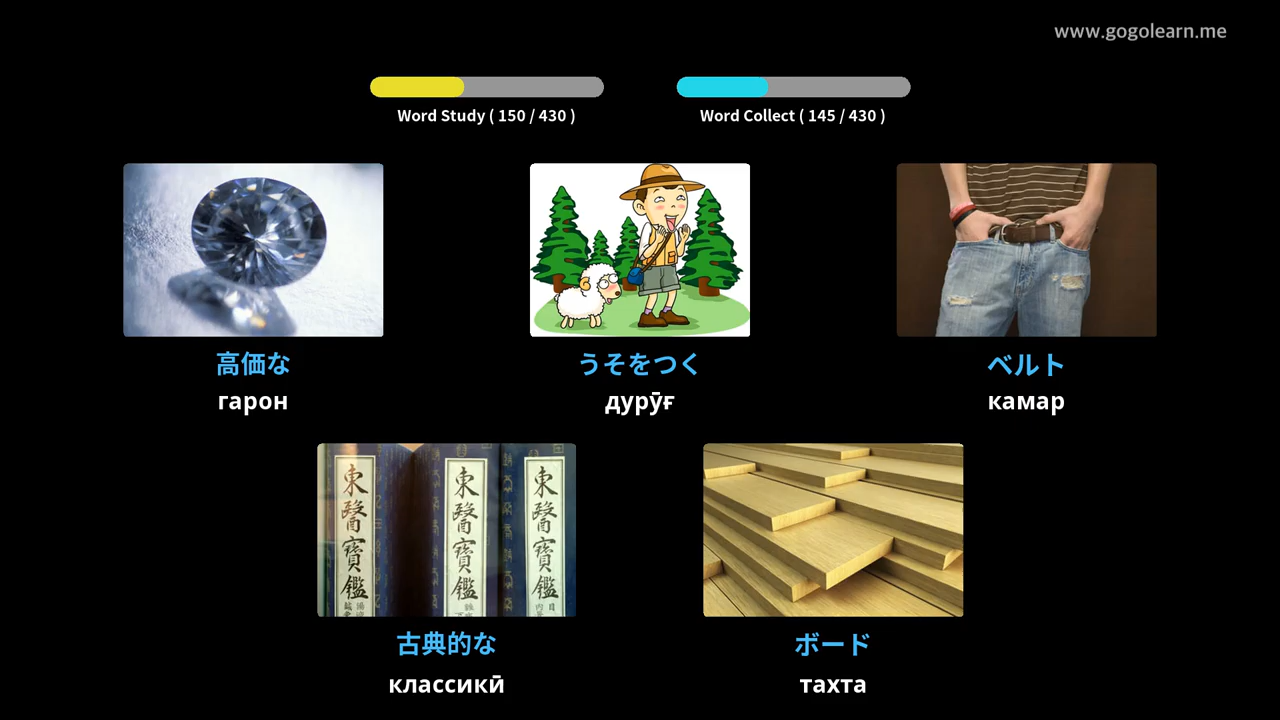 www.gogolearn.me
Word Study ( 150 / 430 )
Word Collect ( 145 / 430 )
高価な
гарон
うそをつく
дурӯғ
ベルト
камар
東醫寶鑑
東醫寶鑑
東醫寶鑑
古典的な
классикӣ
ボード
тахта